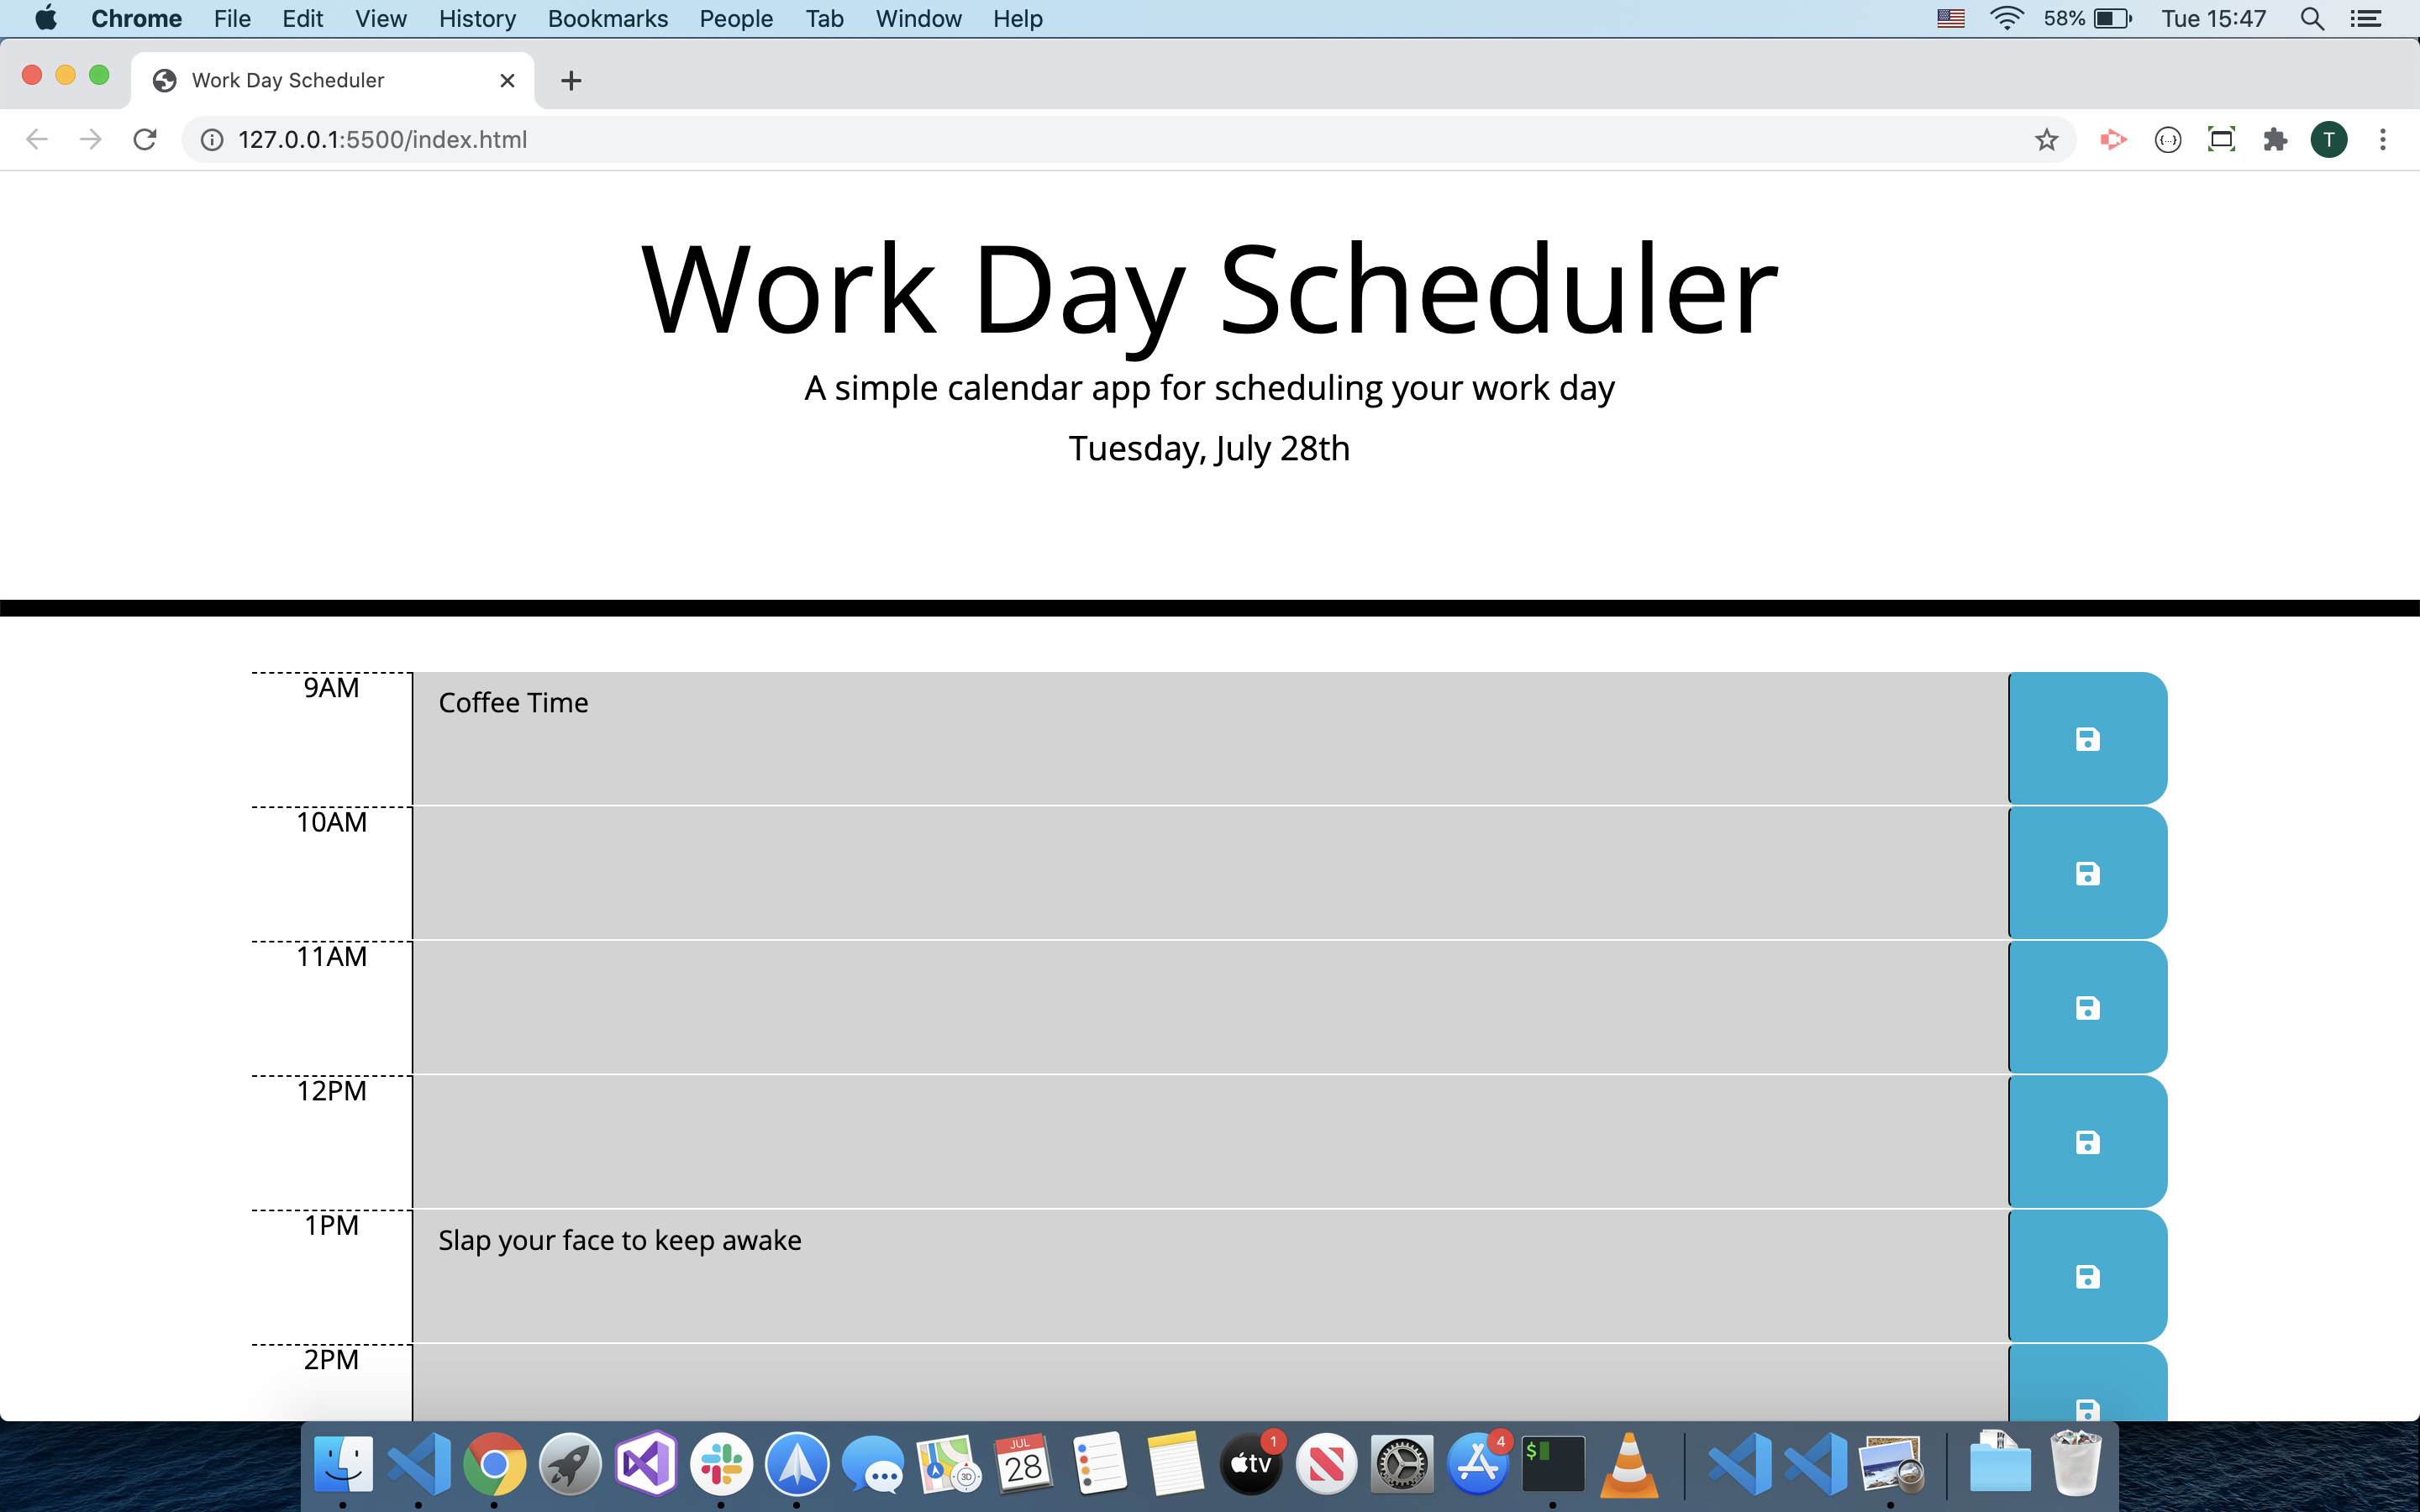 Chrome File Edit View History Bookmarks People Tab Window Help 58% Tue 15:47
Work Day Scheduler
127.0.0.1:5500/index.html
T
Work Day Scheduler
A simple calendar app for scheduling your work day
Tuesday, July 28th
9AM Coffee Time
10AM
11AM
12PM
1PM Slap your face to keep awake
2PM
JUL
28
3D
tv
1
4
$